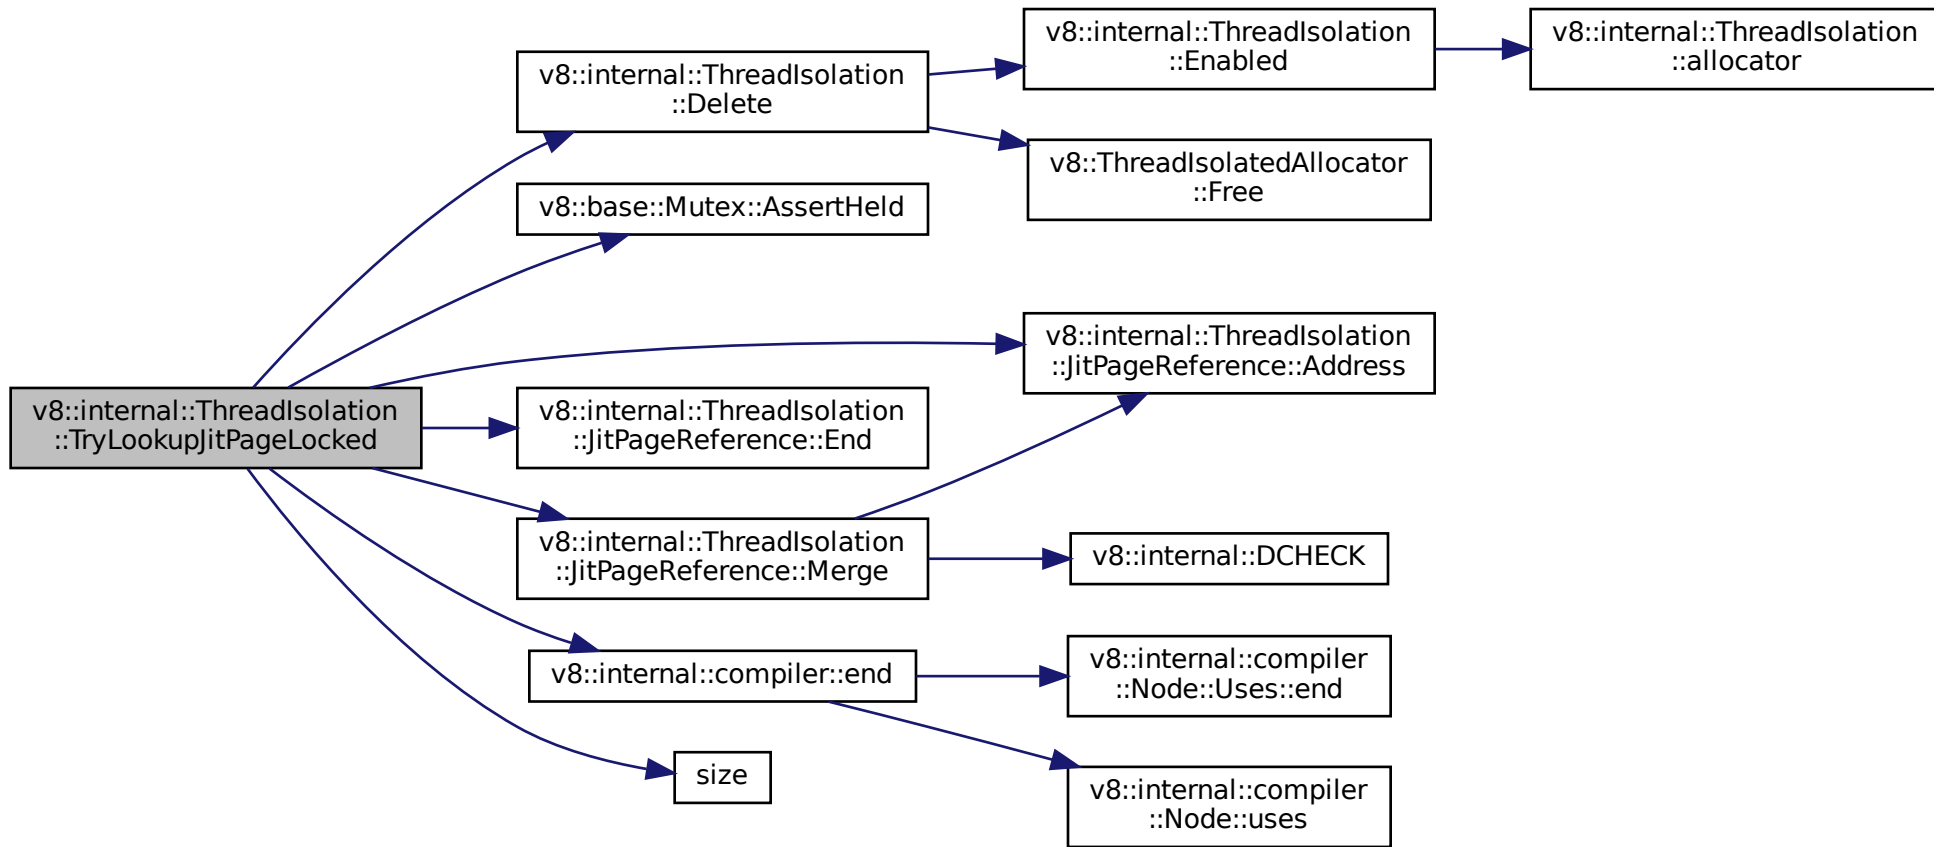 v8::internal::ThreadIsolation
::TryLookupJitPageLocked
v8::internal::ThreadIsolation
::Delete
v8::base::Mutex::AssertHeld
v8::internal::ThreadIsolation
::JitPageReference::End
v8::internal::ThreadIsolation
::JitPageReference::Merge
v8::internal::compiler::end
size
v8::internal::ThreadIsolation
::Enabled
v8::ThreadIsolatedAllocator
::Free
v8::internal::ThreadIsolation
::JitPageReference::Address
v8::internal::DCHECK
v8::internal::compiler
::Node::Uses::end
v8::internal::compiler
::Node::uses
v8::internal::ThreadIsolation
::allocator